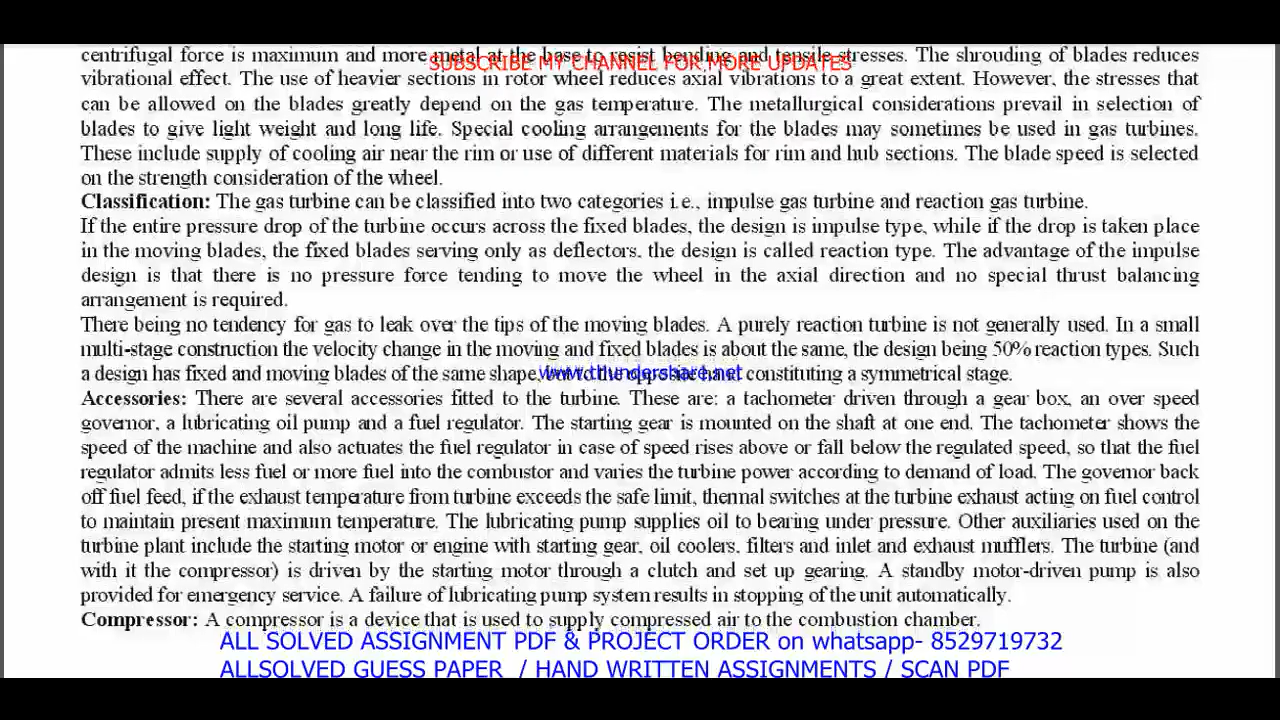 centrifugal force is maximum and more metal at the base to resist bending and tensile stresses. The shrouding of blades reduces
SUBSCRIBE MY CHANNEL FOR MORE UPDATES
vibrational effect. The use of heavier sections in rotor wheel reduces axial vibrations to a great extent. However, the stresses that
can be allowed on the blades greatly depend on the gas temperature. The metallurgical considerations prevail in selection of
blades to give light weight and long life. Special cooling arrangements for the blades may sometimes be used in gas turbines.
These include supply of cooling air near the rim or use of different materials for rim and hub sections. The blade speed is selected
on the strength consideration of the wheel.
Classification: The gas turbine can be classified into two categories i.e., impulse gas turbine and reaction gas turbine.
If the entire pressure drop of the turbine occurs across the fixed blades, the design is impulse type, while if the drop is taken place
in the moving blades, the fixed blades serving only as deflectors, the design is called reaction type. The advantage of the impulse
design is that there is no pressure force tending to move the wheel in the axial direction and no special thrust balancing
arrangement is required.
There being no tendency for gas to leak over the tips of the moving blades. A purely reaction turbine is not generally used. In a small
multi-stage construction the velocity change in the moving and fixed blades is about the same, the design being 50% reaction types. Such
a design has fixed and moving blades of the same shape, constituting a symmetrical stage.
www.thundershare.net
Accessories: There are several accessories fitted to the turbine. These are: a tachometer driven through a gear box, an over speed
governor, a lubricating oil pump and a fuel regulator. The starting gear is mounted on the shaft at one end. The tachometer shows the
speed of the machine and also actuates the fuel regulator in case of speed rises above or fall below the regulated speed, so that the fuel
regulator admits less fuel or more fuel into the combustor and varies the turbine power according to demand of load. The governor back
off fuel feed, if the exhaust temperature from turbine exceeds the safe limit, thermal switches at the turbine exhaust acting on fuel control
to maintain present maximum temperature. The lubricating pump supplies oil to bearing under pressure. Other auxiliaries used on the
turbine plant include the starting motor or engine with starting gear, oil coolers, filters and inlet and exhaust mufflers. The turbine (and
with it the compressor) is driven by the starting motor through a clutch and set up gearing. A standby motor-driven pump is also
provided for emergency service. A failure of lubricating pump system results in stopping of the unit automatically.
Compressor: A compressor is a device that is used to supply compressed air to the combustion chamber.
ALL SOLVED ASSIGNMENT PDF & PROJECT ORDER on whatsapp- 8529719732
ALLSOLVED GUESS PAPER / HAND WRITTEN ASSIGNMENTS / SCAN PDF